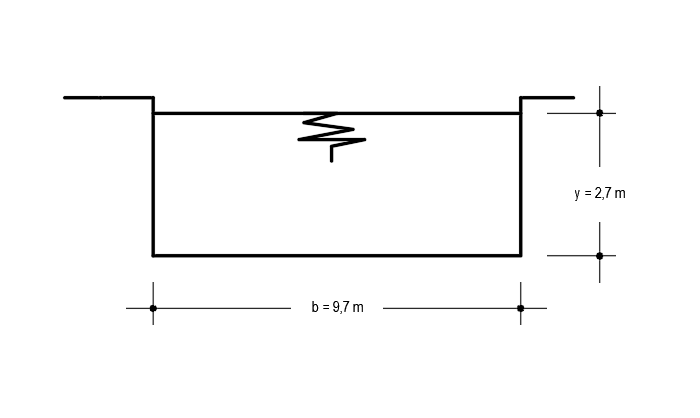 y = 2,7 m
b = 9,7 m